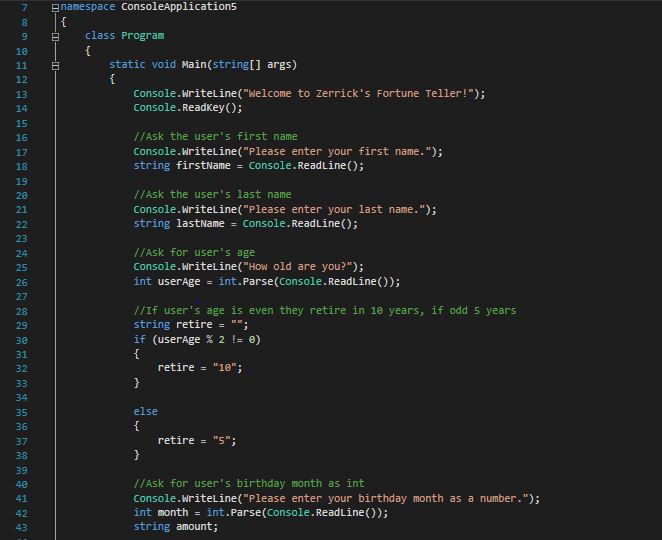 7 namespace ConsoleApplication5
8 {
9 class Program
10 {
11 static void Main(string[] args)
12 {
13 Console.WriteLine("Welcome to Zerrick's Fortune Teller!");
14 Console.ReadKey();
15
16 //Ask the user's first name
17 Console.WriteLine("Please enter your first name.");
18 string firstName = Console.ReadLine();
19
20 //Ask the user's last name
21 Console.WriteLine("Please enter your last name.");
22 string lastName = Console.ReadLine();
23
24 //Ask for user's age
25 Console.WriteLine("How old are you?");
26 int userAge = int.Parse(Console.ReadLine());
27
28 //If user's age is even they retire in 10 years, if odd 5 years
29 string retire = "";
30 if (userAge % 2 != 0)
31 {
32 retire = "10";
33 }
34
35 else
36 {
37 retire = "5";
38 }
39
40 //Ask for user's birthday month as int
41 Console.WriteLine("Please enter your birthday month as a number.");
42 int month = int.Parse(Console.ReadLine());
43 string amount;